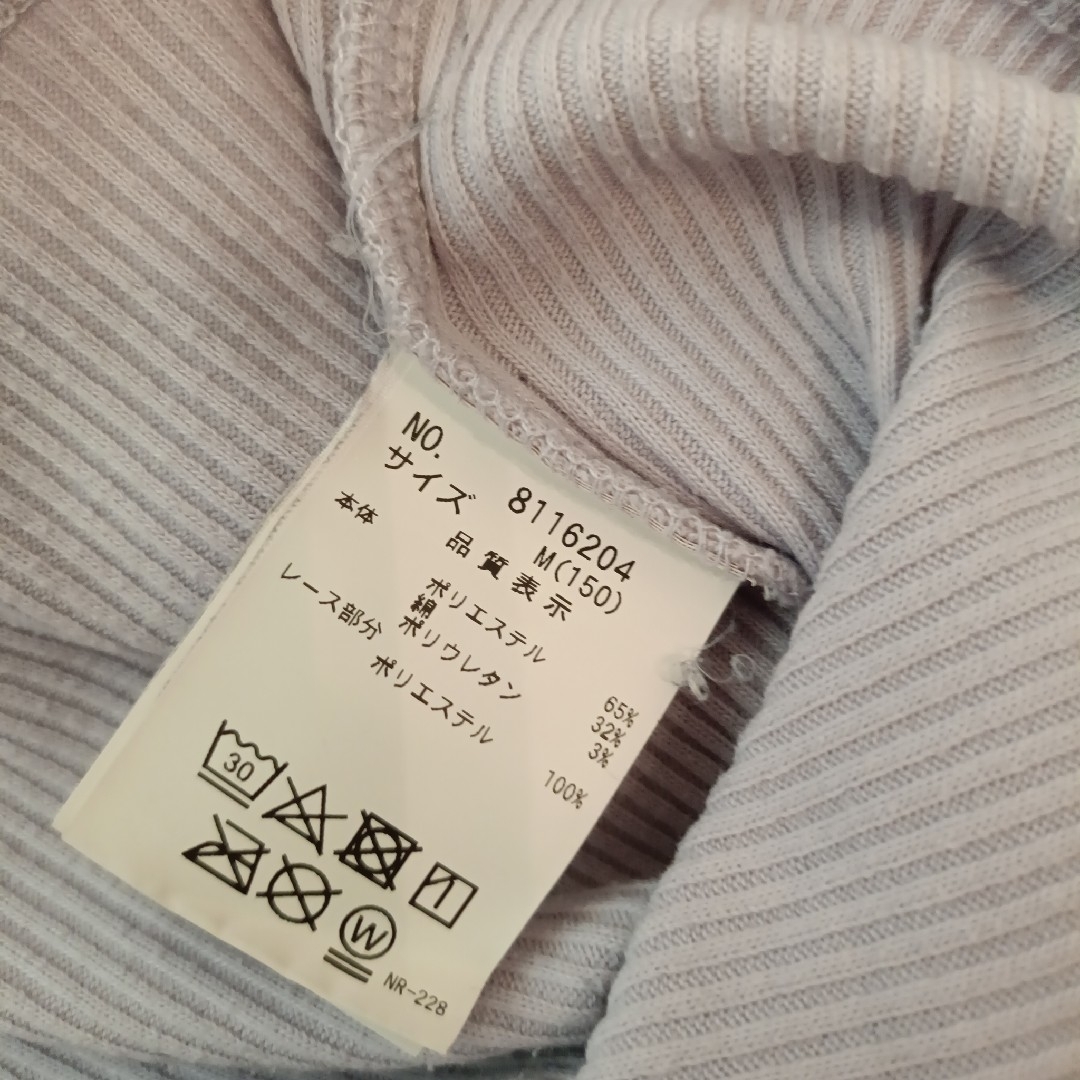 NO. 8116204
サイズ M(150)
品質表示
本体 ポリエステル 65%
綿 32%
ポリウレタン 3%
レース部分
ポリエステル 100%
30
W
NR-228